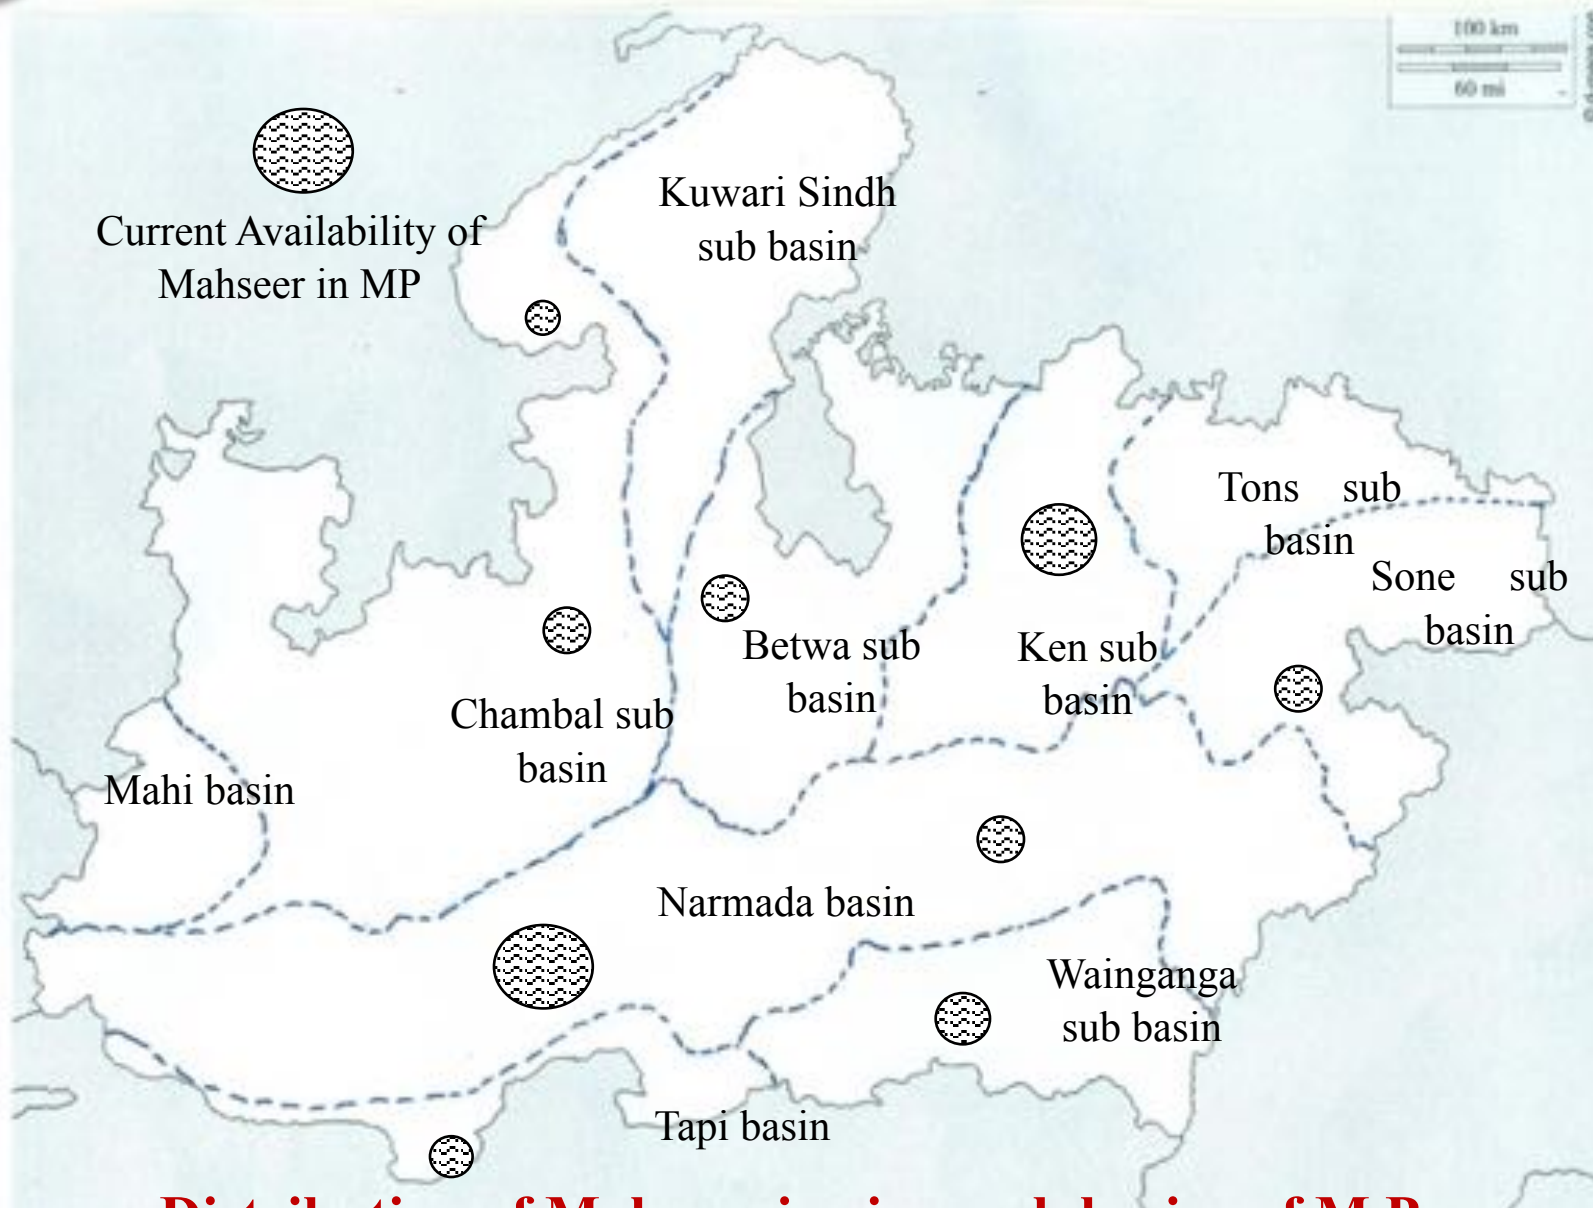 100 km
60 mi
Current Availability of
Mahseer in MP
Kuwari Sindh
sub basin
Tons sub
basin
Sone sub
basin
Betwa sub
basin
Ken sub
basin
Chambal sub
basin
Mahi basin
Narmada basin
Wainganga
sub basin
Tapi basin